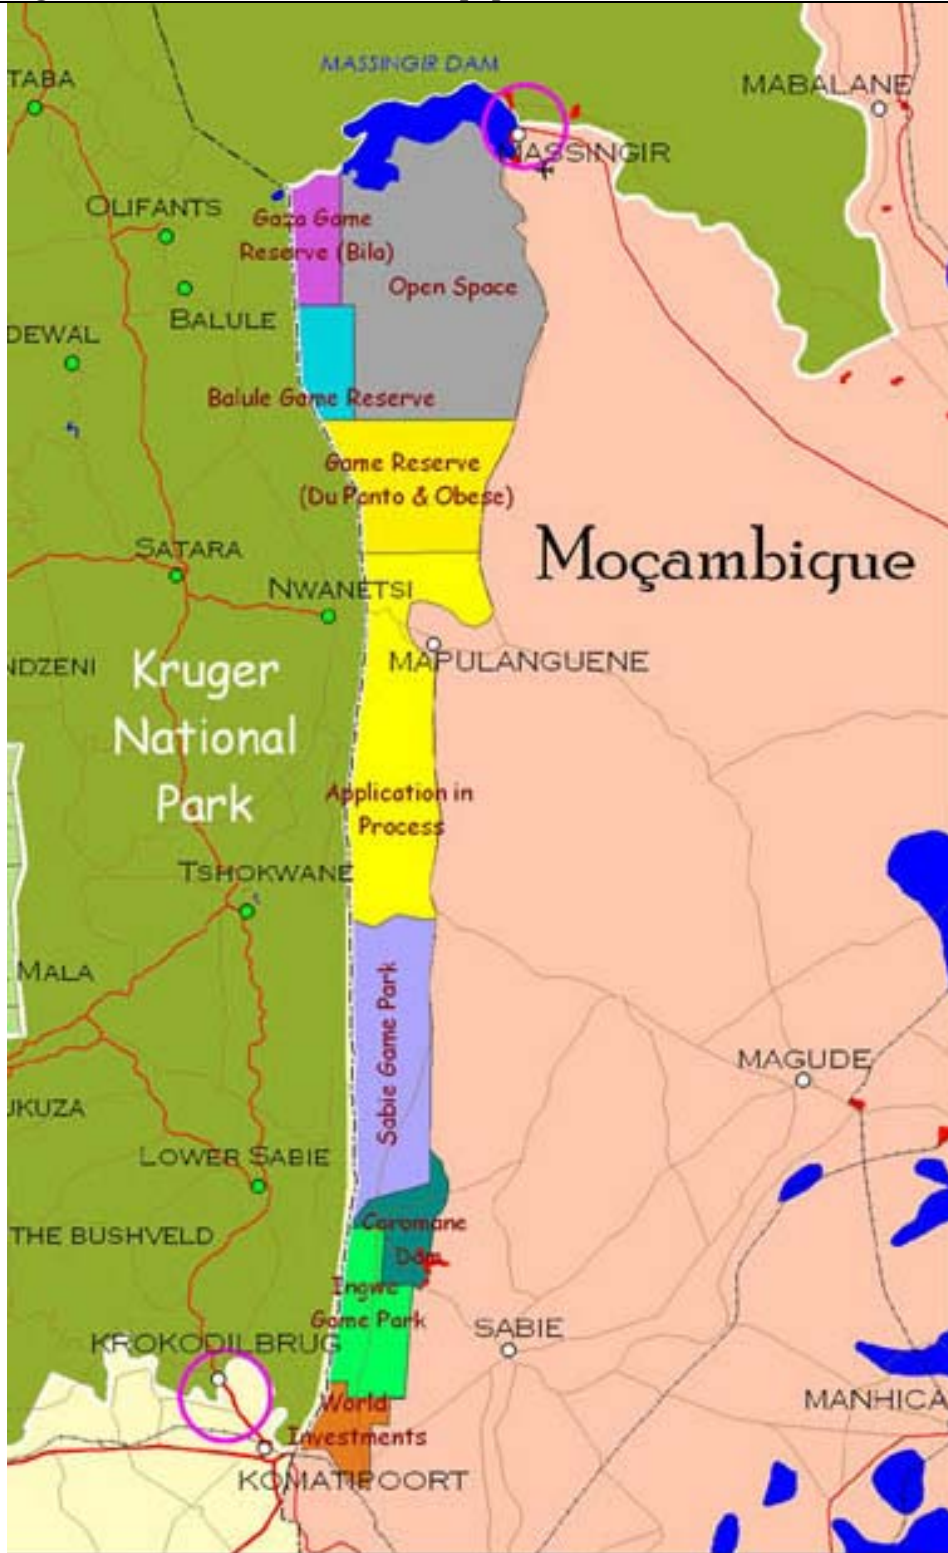 MASSINGIR DAM
TABA
MABALANE
MASSINGIR
OLIFANTS
Gaza Game
Reserve (Bila)
Open Space
BALULE
DEWAL
Balule Game Reserve
Game Reserve
(Du Panto & Obese)
SATARA
Moçambique
NWANETSI
NDZENI
MAPULANGUENE
Kruger
National
Park
Application in
Process
TSHOKWANE
MALA
Sabie Game Park
MAGUDE
UKUZA
LOWER SABIE
THE BUSHVELD
Coromane
Dam
Ingwe
Game Park
SABIE
KROKODILBRUG
MANHICA
World
Investments
KOMATIPOORT